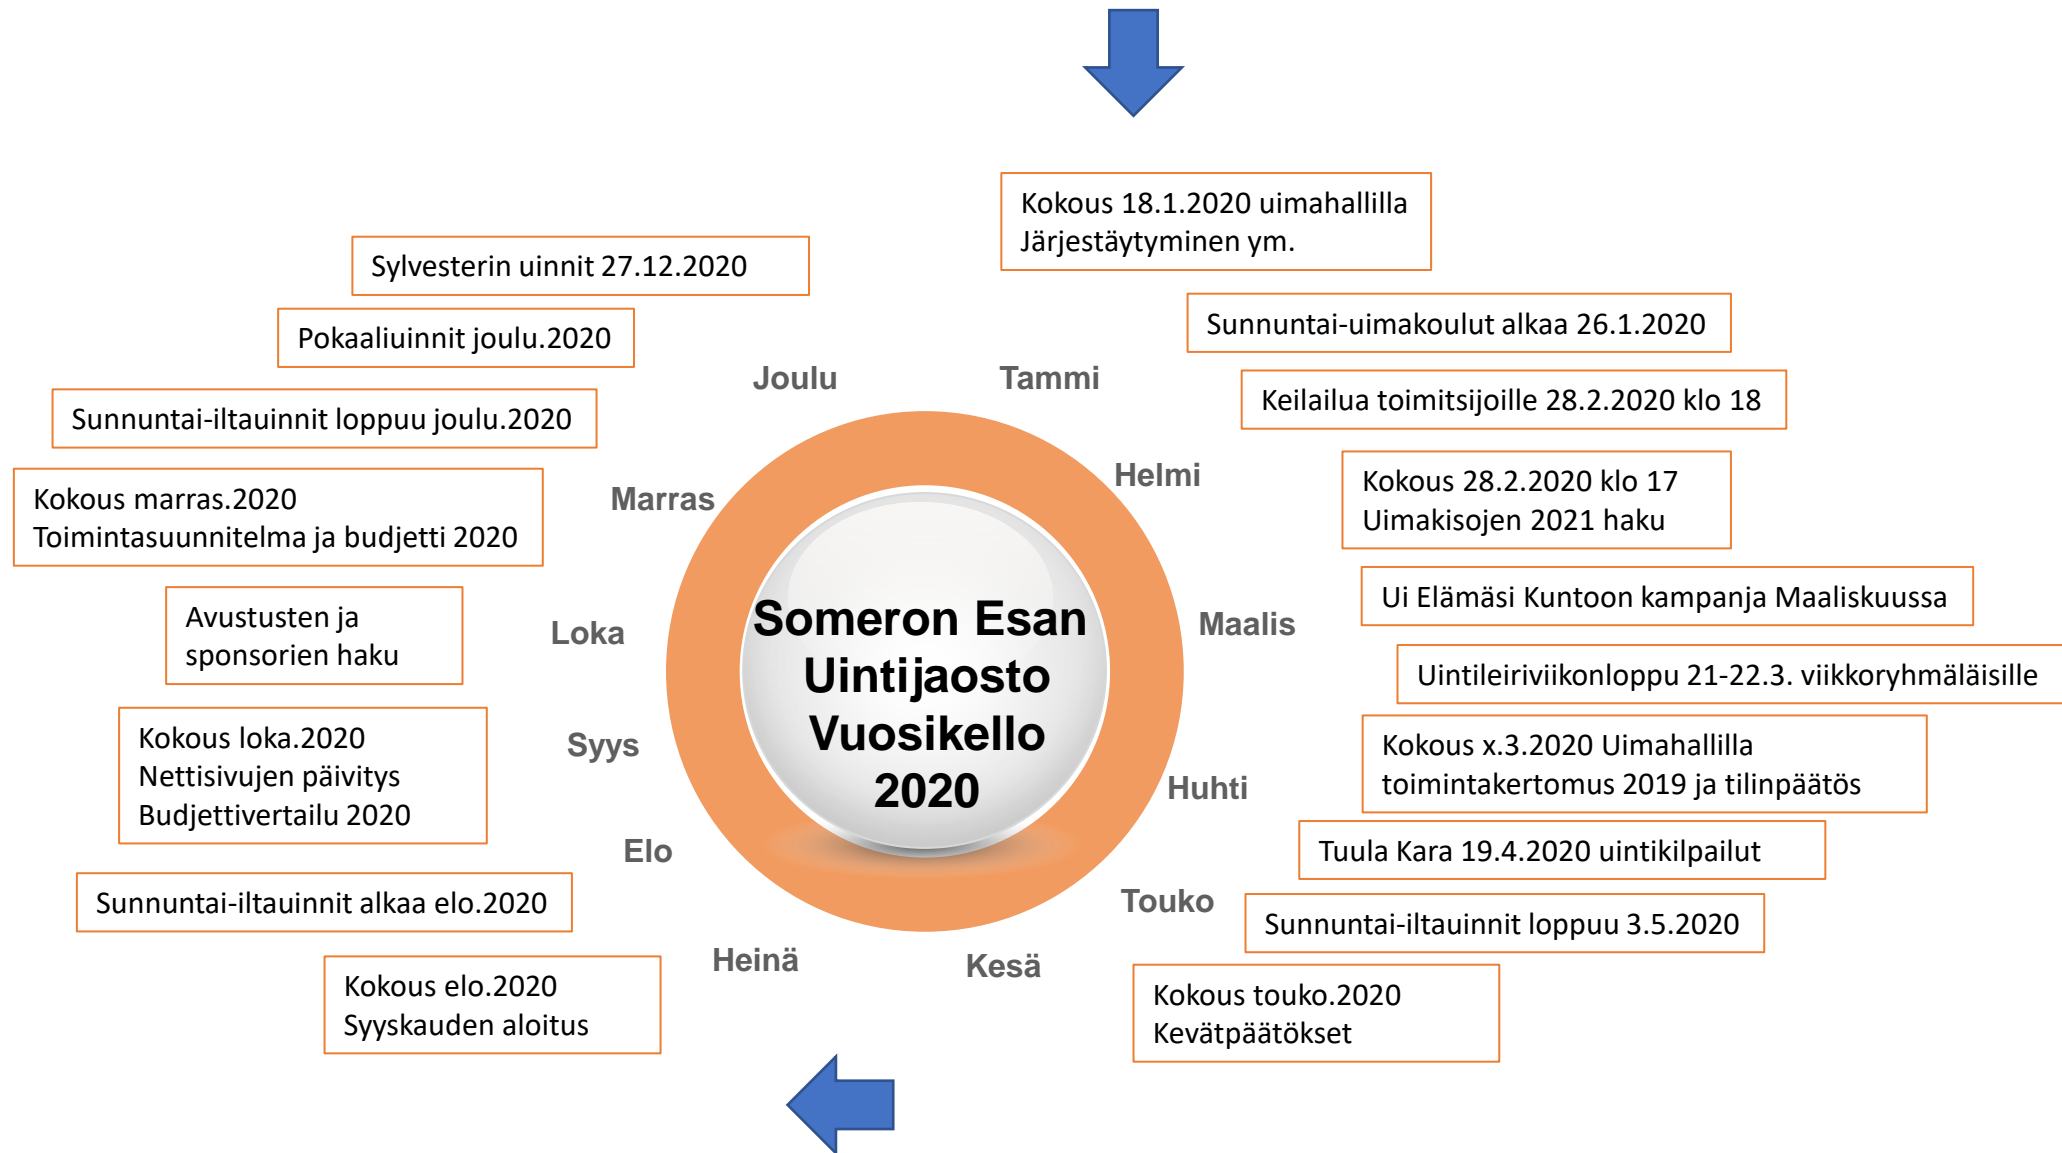 Kokous 18.1.2020 uimahallilla
Järjestäytyminen ym.
Sunnuntai-uimakoulut alkaa 26.1.2020
Keilailua toimitsijoille 28.2.2020 klo 18
Kokous 28.2.2020 klo 17
Uimakisojen 2021 haku
Ui Elämäsi Kuntoon kampanja Maaliskuussa
Uintileiriviikonloppu 21-22.3. viikkoryhmäläisille
Kokous x.3.2020 Uimahallilla
toimintakertomus 2019 ja tilinpäätös
Tuula Kara 19.4.2020 uintikilpailut
Sunnuntai-iltauinnit loppuu 3.5.2020
Kokous touko.2020
Kevätpäätökset
Kokous elo.2020
Syyskauden aloitus
Sunnuntai-iltauinnit alkaa elo.2020
Kokous loka.2020
Nettisivujen päivitys
Budjettivertailu 2020
Avustusten ja
sponsorien haku
Kokous marras.2020
Toimintasuunnitelma ja budjetti 2020
Sunnuntai-iltauinnit loppuu joulu.2020
Pokaaliuinnit joulu.2020
Sylvesterin uinnit 27.12.2020
Tammi
Helmi
Maalis
Huhti
Touko
Kesä
Heinä
Elo
Syys
Loka
Marras
Joulu
Someron Esan
Uintijaosto
Vuosikello
2020